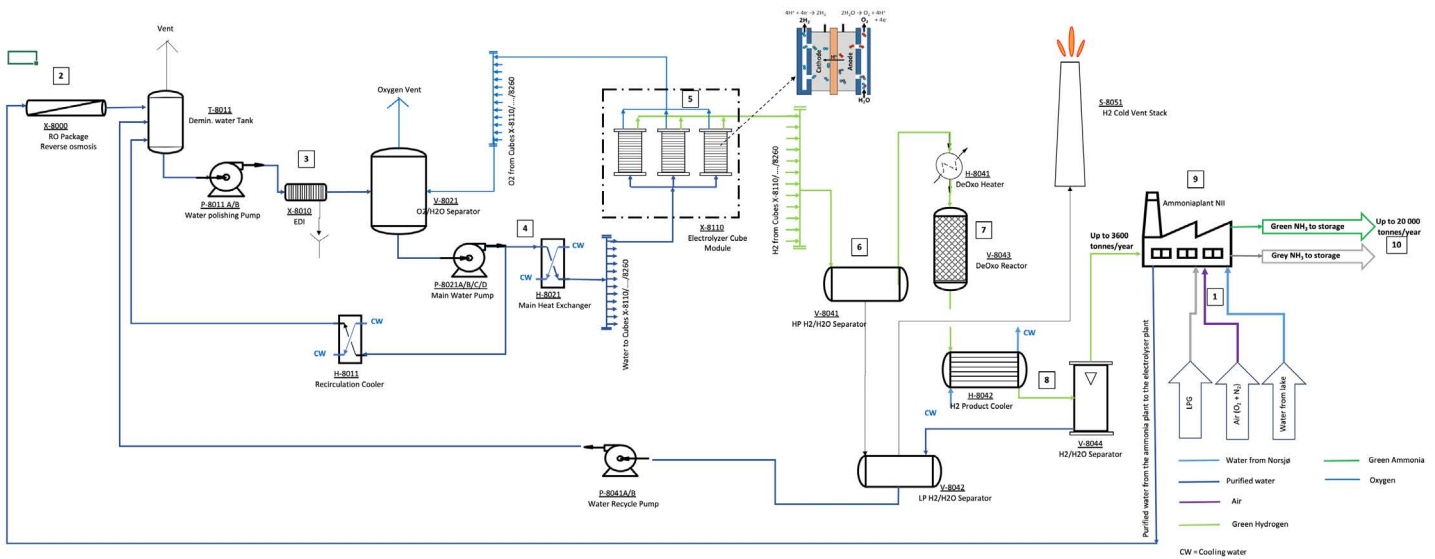 Vent
2
X-8000
RO Package
Reverse osmosis
T-8011
Demin. water Tank
P-8011 A/B
Water polishing Pump
3
X-8010
EDI
Oxygen Vent
V-8021
O2/H2O Separator
O2 from Cubes X-8110/..../8260
P-8021A/B/C/D
Main Water Pump
4
CW
CW
H-8021
Main Heat Exchanger
CW
CW
H-8011
Recirculation Cooler
Water to Cubes X-8110/..../8260
5
X-8110
Electrolyzer Cube
Module
4H⁺ + 4e⁻ → 2H₂
2H₂
2H₂O → O₂ + 4H⁺
+ 4e⁻
O₂
Cathode
H⁺
Anode
H₂O
H2 from Cubes X-8110/..../8260
6
V-8041
HP H2/H2O Separator
H-8041
DeOxo Heater
7
V-8043
DeOxo Reactor
CW
H-8042
H2 Product Cooler
CW
8
V-8044
H2/H2O Separator
V-8042
LP H2/H2O Separator
P-8041A/B
Water Recycle Pump
S-8051
H2 Cold Vent Stack
Up to 3600
tonnes/year
9
Ammoniaplant NII
Green NH₃ to storage
Grey NH₃ to storage
Up to 20 000
tonnes/year
10
1
LPG
Air (O₂ + N₂)
Water from lake
Purified water from the ammonia plant to the electrolyser plant
Water from Norsjø
Purified water
Air
Green Hydrogen
Green Ammonia
Oxygen
CW = Cooling water